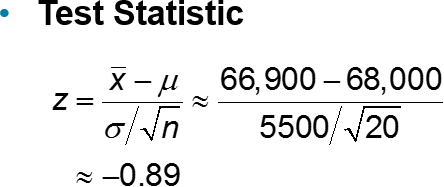 • Test Statistic
z = (x̄ − μ)/(σ/√n) ≈ (66,900 − 68,000)/(5500/√20)
≈ −0.89